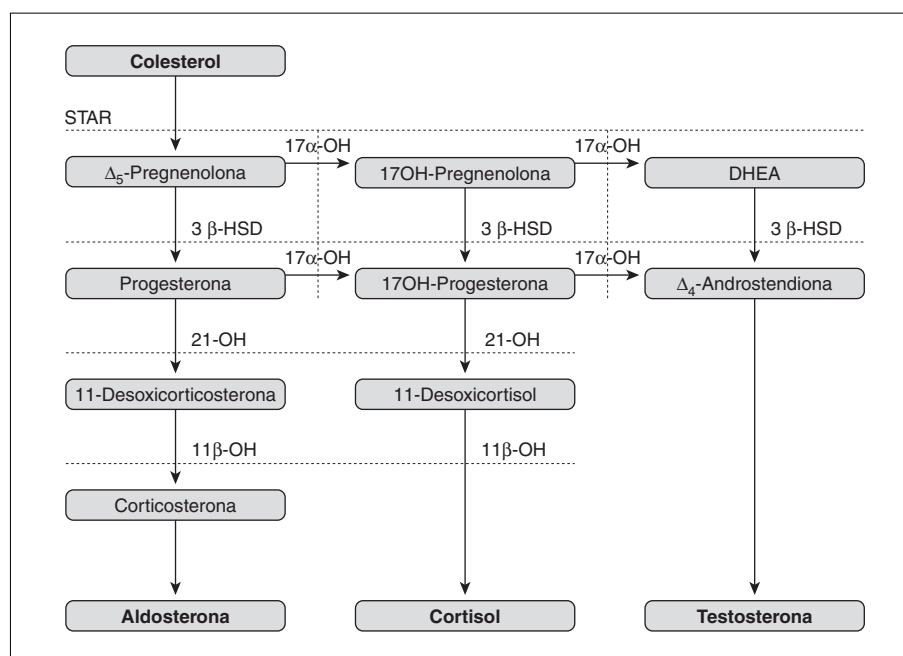 Colesterol
STAR
17α-OH 17α-OH
Δ5-Pregnenolona 17OH-Pregnenolona DHEA
3 β-HSD 3 β-HSD 3 β-HSD
17α-OH 17α-OH
Progesterona 17OH-Progesterona Δ4-Androstendiona
21-OH 21-OH
11-Desoxicorticosterona 11-Desoxicortisol
11β-OH 11β-OH
Corticosterona
Aldosterona Cortisol Testosterona